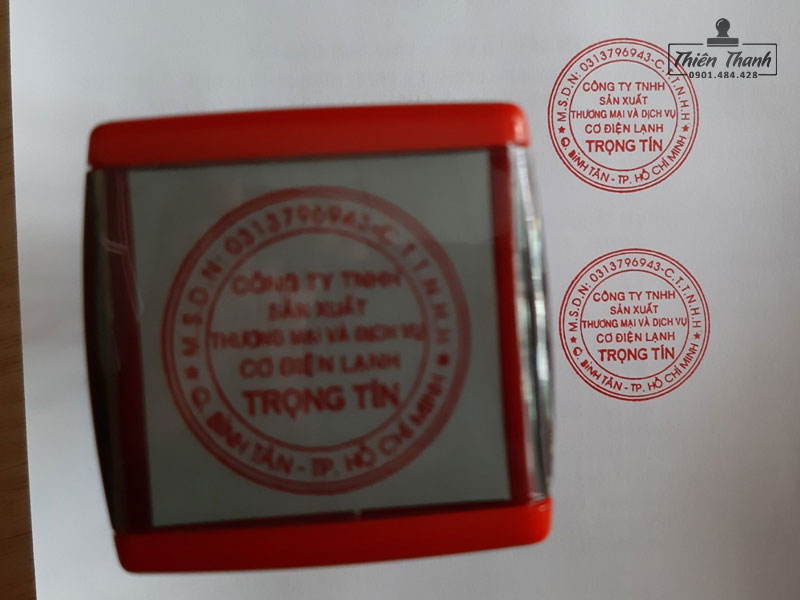 Thiên Thanh
0901.484.428
M.S.D.N: 0313796943-C.T.T.N.H.H
CÔNG TY TNHH
SẢN XUẤT
THƯƠNG MẠI VÀ DỊCH VỤ
CƠ ĐIỆN LẠNH
TRỌNG TÍN
★ Q. BÌNH TÂN - TP. HỒ CHÍ MINH ★
M.S.D.N: 0313796943-C.T.T.N.H.H
CÔNG TY TNHH
SẢN XUẤT
THƯƠNG MẠI VÀ DỊCH VỤ
CƠ ĐIỆN LẠNH
TRỌNG TÍN
★ Q. BÌNH TÂN - TP. HỒ CHÍ MINH ★
M.S.D.N: 0313796943-C.T.T.N.H.H
CÔNG TY TNHH
SẢN XUẤT
THƯƠNG MẠI VÀ DỊCH VỤ
CƠ ĐIỆN LẠNH
TRỌNG TÍN
★ Q. BÌNH TÂN - TP. HỒ CHÍ MINH ★